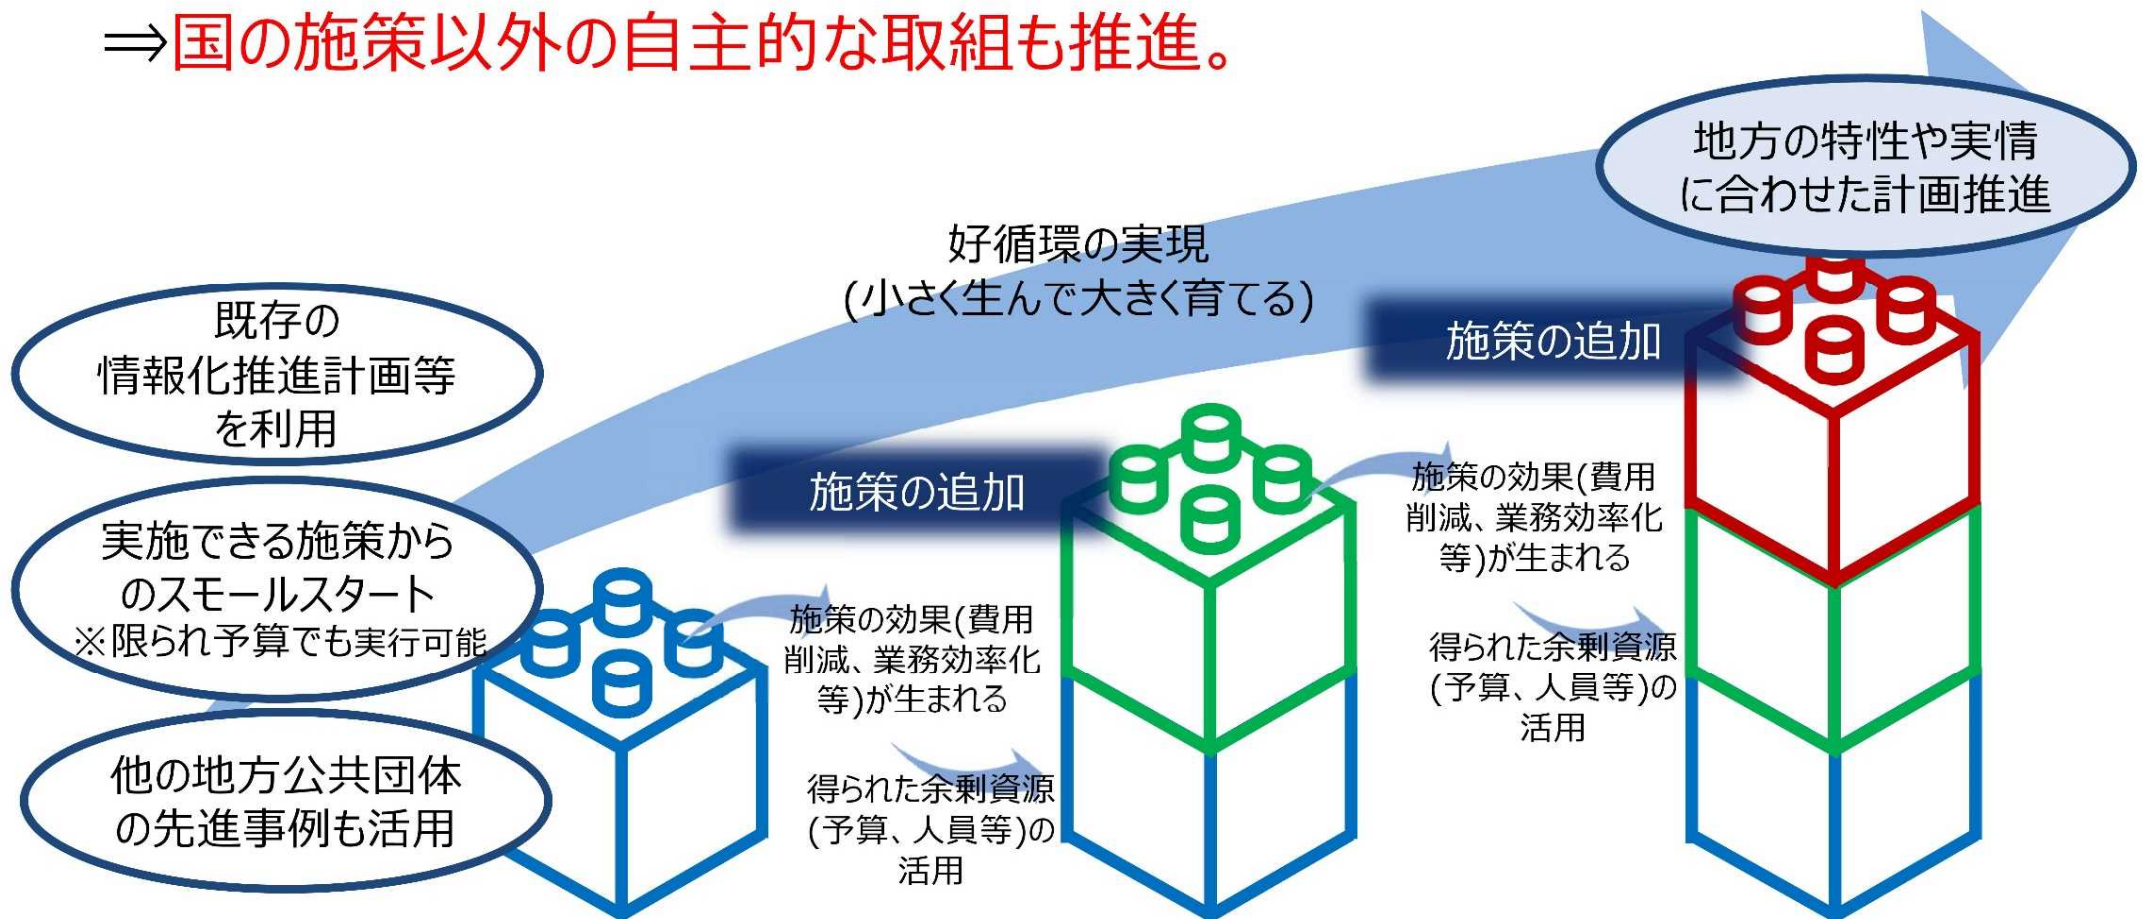 ⇒国の施策以外の自主的な取組も推進。
地方の特性や実情
に合わせた計画推進
好循環の実現
(小さく生んで大きく育てる)
既存の
情報化推進計画等
を利用
実施できる施策から
のスモールスタート
※限られ予算でも実行可能
他の地方公共団体
の先進事例も活用
施策の追加
施策の効果(費用
削減、業務効率化
等)が生まれる
得られた余剰資源
(予算、人員等)の
活用
施策の追加
施策の効果(費用
削減、業務効率化
等)が生まれる
得られた余剰資源
(予算、人員等)の
活用